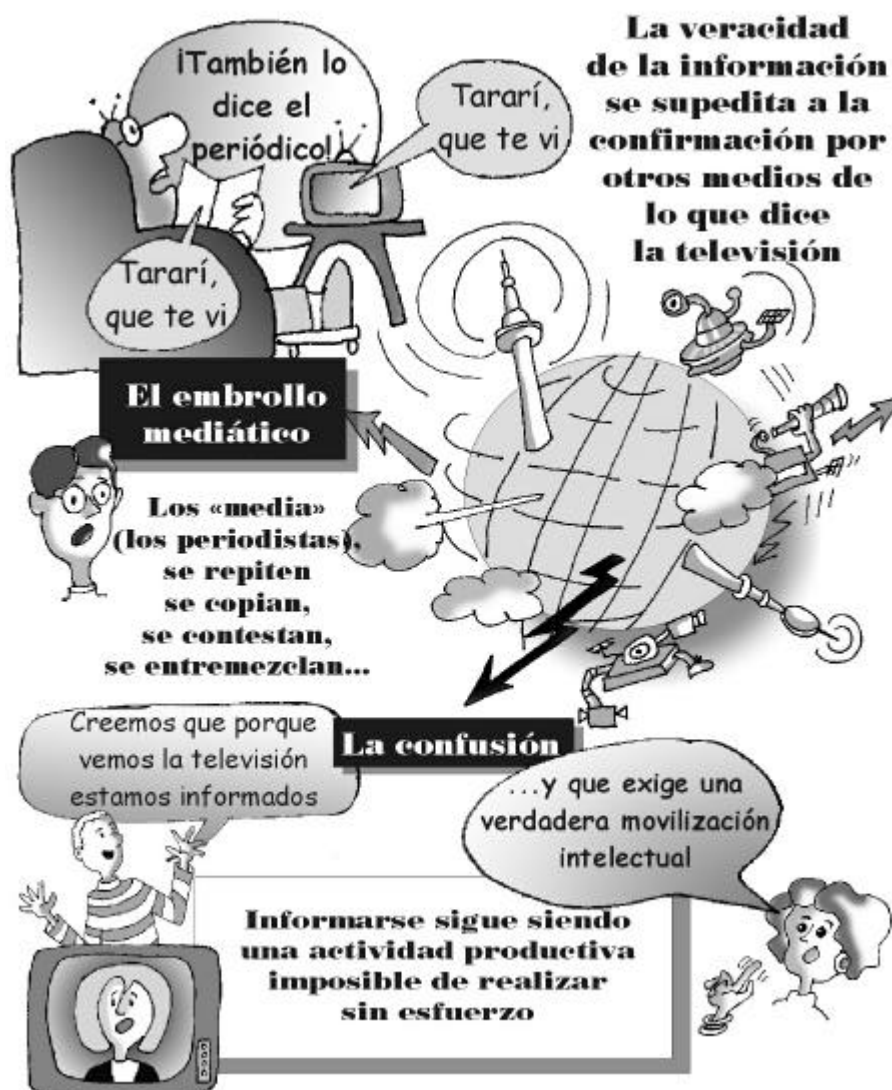 ¡También lo
dice el
periódico!
Tararí,
que te vi
Tararí,
que te vi
La veracidad
de la información
se supedita a la
confirmación por
otros medios de
lo que dice
la televisión
El embrollo
mediático
Los «media»
(los periodistas),
se repiten
se copian,
se contestan,
se entremezclan...
La confusión
Creemos que porque
vemos la televisión
estamos informados
...y que exige una
verdadera movilización
intelectual
Informarse sigue siendo
una actividad productiva
imposible de realizar
sin esfuerzo